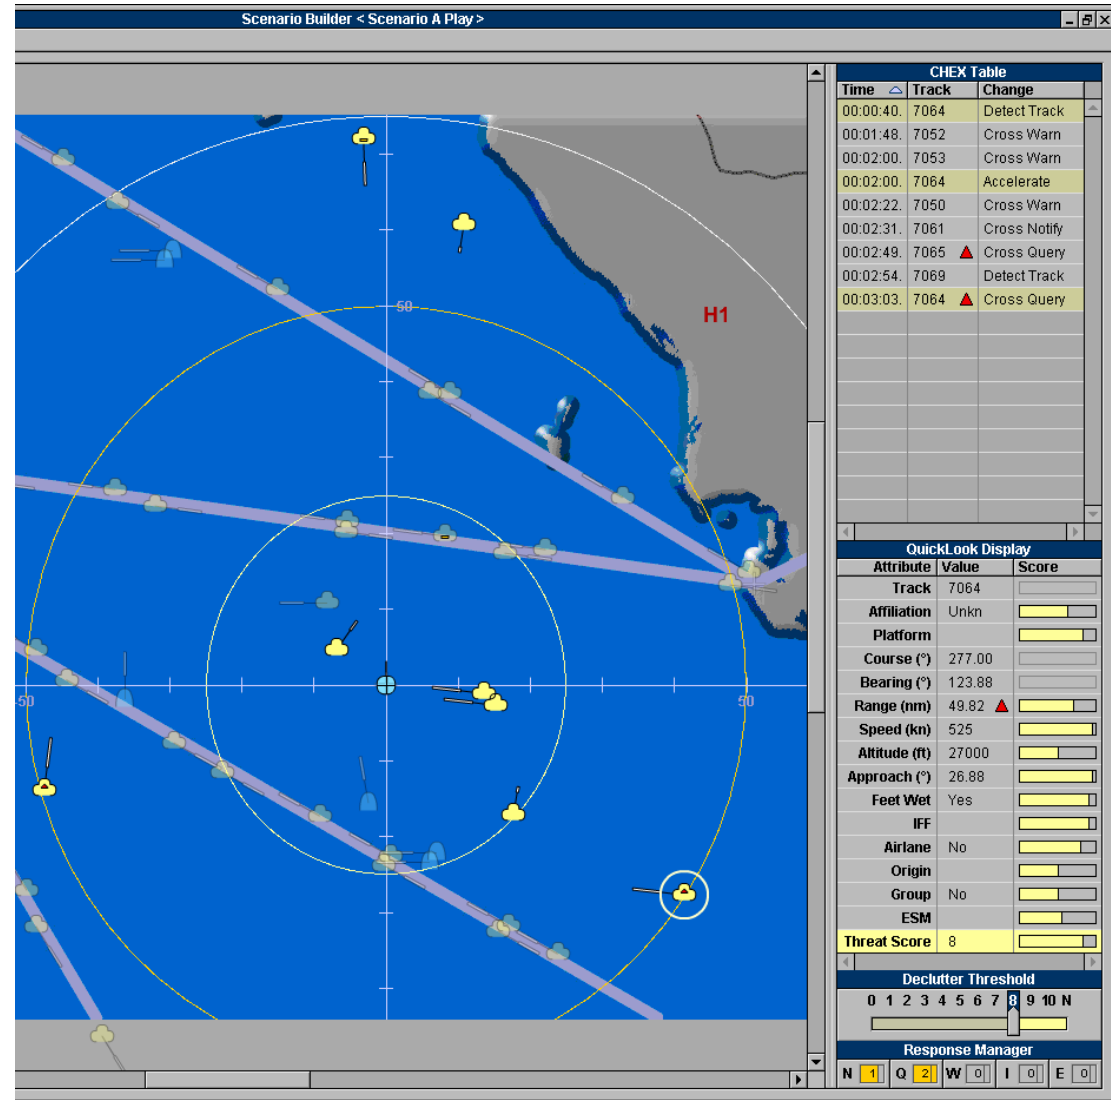 Scenario Builder < Scenario A Play >
CHEX Table
Time Track Change
00:00:40. 7064 Detect Track
00:01:48. 7052 Cross Warn
00:02:00. 7053 Cross Warn
00:02:00. 7064 Accelerate
00:02:22. 7050 Cross Warn
00:02:31. 7061 Cross Notify
00:02:49. 7065 Cross Query
00:02:54. 7069 Detect Track
00:03:03. 7064 Cross Query
50
H1
-50
50
QuickLook Display
Attribute Value Score
Track 7064
Affiliation Unkn
Platform
Course (°) 277.00
Bearing (°) 123.88
Range (nm) 49.82
Speed (kn) 525
Altitude (ft) 27000
Approach (°) 26.88
Feet Wet Yes
IFF
Airlane No
Origin
Group No
ESM
Threat Score 8
Declutter Threshold
0 1 2 3 4 5 6 7 8 9 10 N
Response Manager
N 1 Q 2 W 0 I 0 E 0